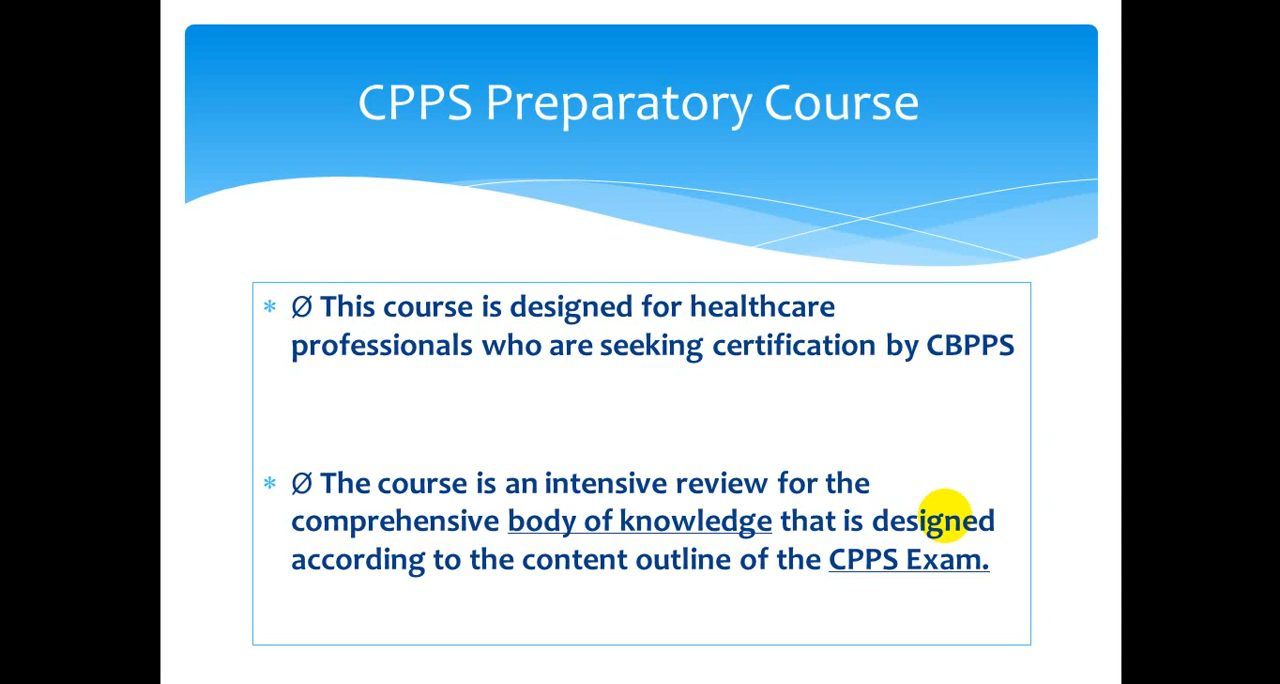 CPPS Preparatory Course
* Ø This course is designed for healthcare
professionals who are seeking certification by CBPPS
* Ø The course is an intensive review for the
comprehensive body of knowledge that is designed
according to the content outline of the CPPS Exam.